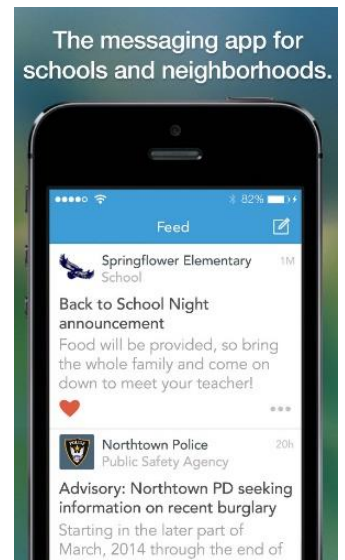 The messaging app for
schools and neighborhoods.
82%
Feed
Springflower Elementary 1M
School
Back to School Night
announcement
Food will be provided, so bring
the whole family and come on
down to meet your teacher!
Northtown Police 20h
Public Safety Agency
Advisory: Northtown PD seeking
information on recent burglary
Starting in the later part of
March, 2014 through the end of